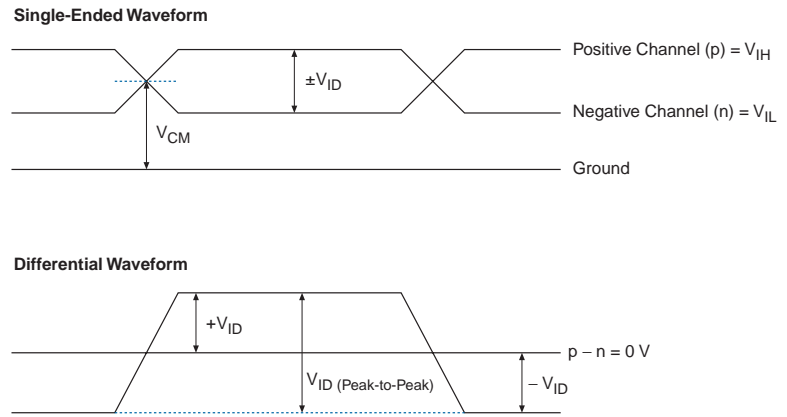 Single-Ended Waveform
Positive Channel (p) = VIH
±VID
Negative Channel (n) = VIL
VCM
Ground
Differential Waveform
+VID
p − n = 0 V
VID (Peak-to-Peak)
− VID